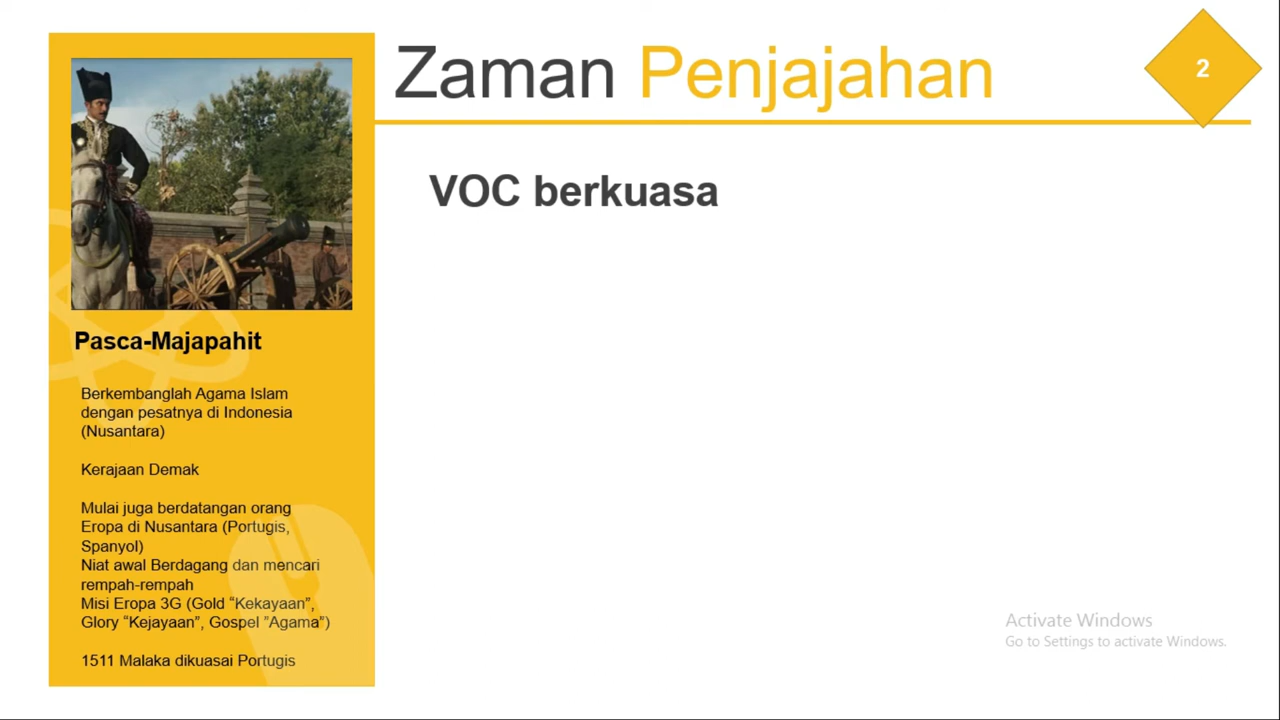 Zaman Penjajahan
2
VOC berkuasa
Pasca-Majapahit
Berkembanglah Agama Islam
dengan pesatnya di Indonesia
(Nusantara)
Kerajaan Demak
Mulai juga berdatangan orang
Eropa di Nusantara (Portugis,
Spanyol)
Niat awal Berdagang dan mencari
rempah-rempah
Misi Eropa 3G (Gold “Kekayaan”,
Glory “Kejayaan”, Gospel ”Agama”)
1511 Malaka dikuasai Portugis
Activate Windows
Go to Settings to activate Windows.